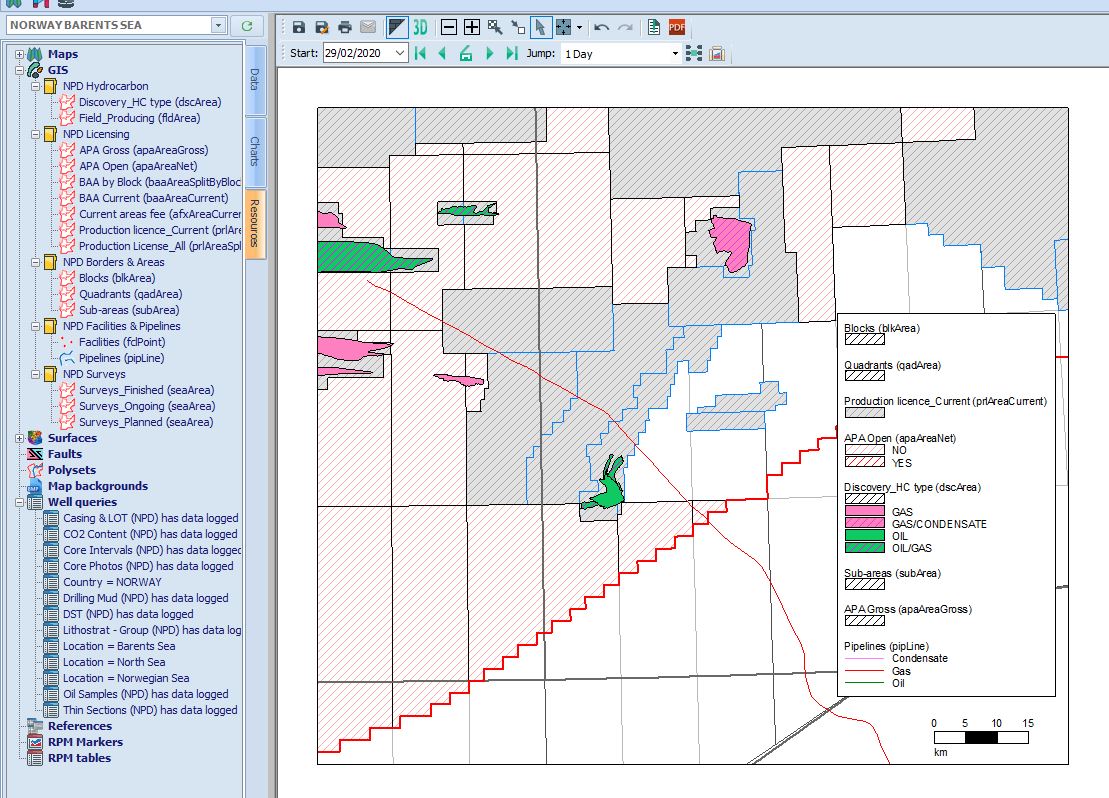 NORWAY BARENTS SEA
Maps
GIS
NPD Hydrocarbon
Discovery_HC type (dscArea)
Field_Producing (fldArea)
NPD Licensing
APA Gross (apaAreaGross)
APA Open (apaAreaNet)
BAA by Block (baaAreaSplitByBloc
BAA Current (baaAreaCurrent)
Current areas fee (afxAreaCurrer
Production licence_Current (prlAre
Production License_All (prlAreaSpl
NPD Borders & Areas
Blocks (blkArea)
Quadrants (qadArea)
Sub-areas (subArea)
NPD Facilities & Pipelines
Facilities (fclPoint)
Pipelines (pipLine)
NPD Surveys
Surveys_Finished (seaArea)
Surveys_Ongoing (seaArea)
Surveys_Planned (seaArea)
Surfaces
Faults
Polysets
Map backgrounds
Well queries
Casing & LOT (NPD) has data logged
CO2 Content (NPD) has data logged
Core Intervals (NPD) has data logged
Core Photos (NPD) has data logged
Country = NORWAY
Drilling Mud (NPD) has data logged
DST (NPD) has data logged
Lithostrat - Group (NPD) has data log
Location = Barents Sea
Location = North Sea
Location = Norwegian Sea
Oil Samples (NPD) has data logged
Thin Sections (NPD) has data logged
References
RPM Markers
RPM tables
Data
Charts
Resources
3D
PDF
Start: 29/02/2020
Jump: 1 Day
Blocks (blkArea)
Quadrants (qadArea)
Production licence_Current (prlAreaCurrent)
APA Open (apaAreaNet)
NO
YES
Discovery_HC type (dscArea)
GAS
GAS/CONDENSATE
OIL
OIL/GAS
Sub-areas (subArea)
APA Gross (apaAreaGross)
Pipelines (pipLine)
Condensate
Gas
Oil
0 5 10 15
km